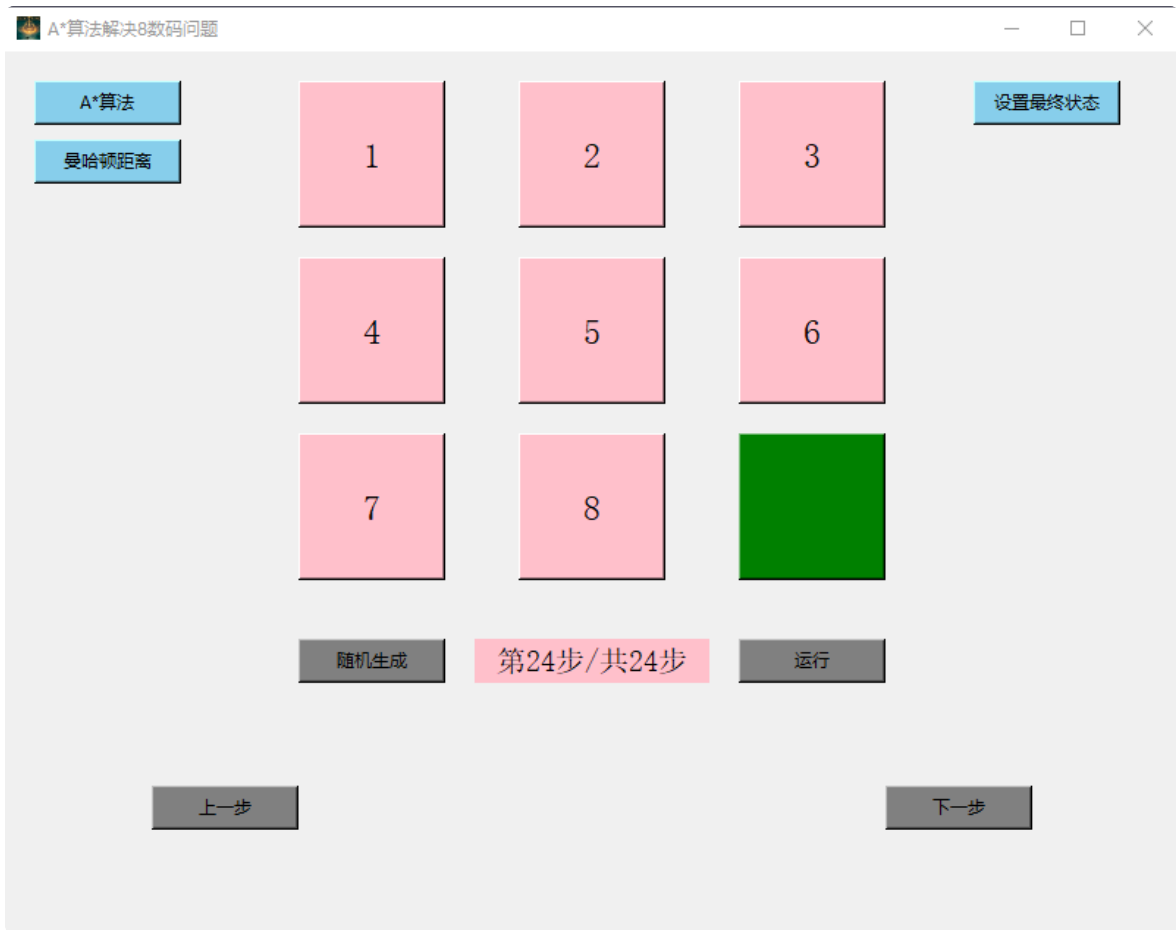 A*算法解决8数码问题
A*算法
设置最终状态
曼哈顿距离
1 2 3
4 5 6
7 8
随机生成 第24步/共24步 运行
上一步 下一步